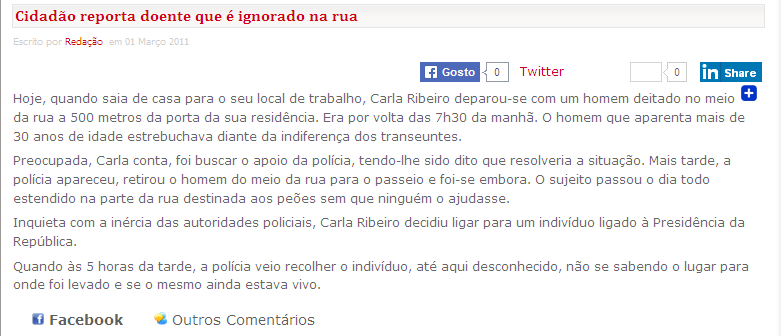 Cidadão reporta doente que é ignorado na rua
Escrito por Redação em 01 Março 2011
Gosto 0 Twitter 0 in Share
Hoje, quando saia de casa para o seu local de trabalho, Carla Ribeiro deparou-se com um homem deitado no meio
da rua a 500 metros da porta da sua residência. Era por volta das 7h30 da manhã. O homem que aparenta mais de
30 anos de idade estrebuchava diante da indiferença dos transeuntes.
Preocupada, Carla conta, foi buscar o apoio da polícia, tendo-lhe sido dito que resolveria a situação. Mais tarde, a
polícia apareceu, retirou o homem do meio da rua para o passeio e foi-se embora. O sujeito passou o dia todo
estendido na parte da rua destinada aos peões sem que ninguém o ajudasse.
Inquieta com a inércia das autoridades policiais, Carla Ribeiro decidiu ligar para um indivíduo ligado à Presidência da
República.
Quando às 5 horas da tarde, a polícia veio recolher o indivíduo, até aqui desconhecido, não se sabendo o lugar para
onde foi levado e se o mesmo ainda estava vivo.
Facebook Outros Comentários